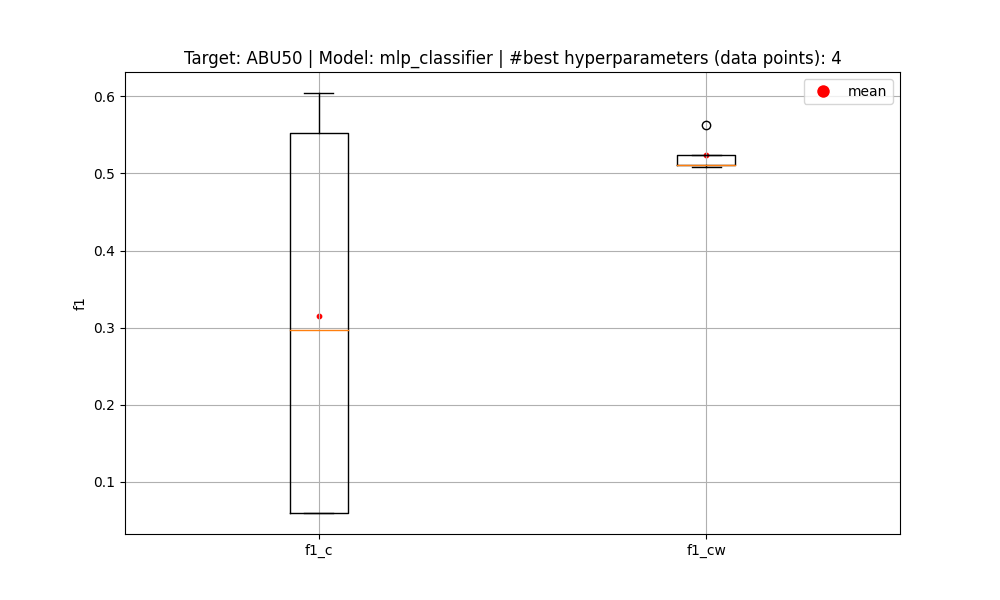 Target: ABU50 | Model: mlp_classifier | #best hyperparameters (data points): 4
mean
0.6
0.5
0.4
0.3
0.2
0.1
f1
f1_c
f1_cw